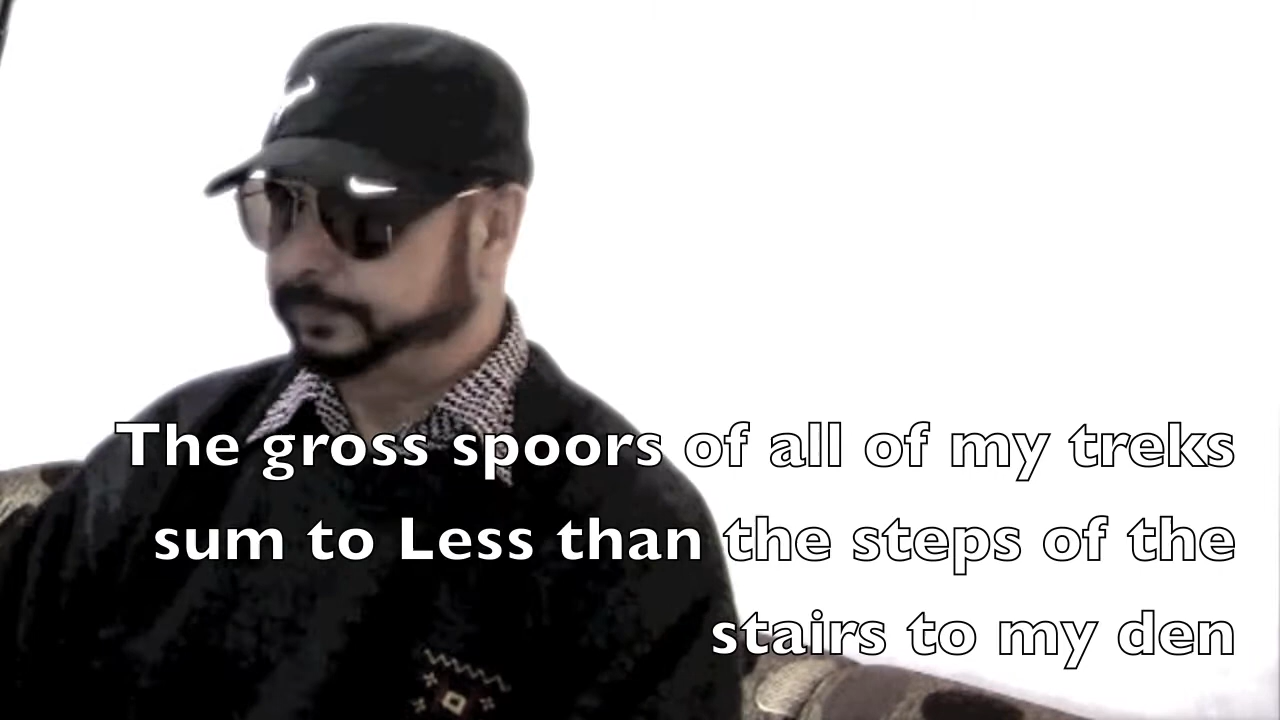 The gross spoors of all of my treks
sum to Less than the steps of the
stairs to my den